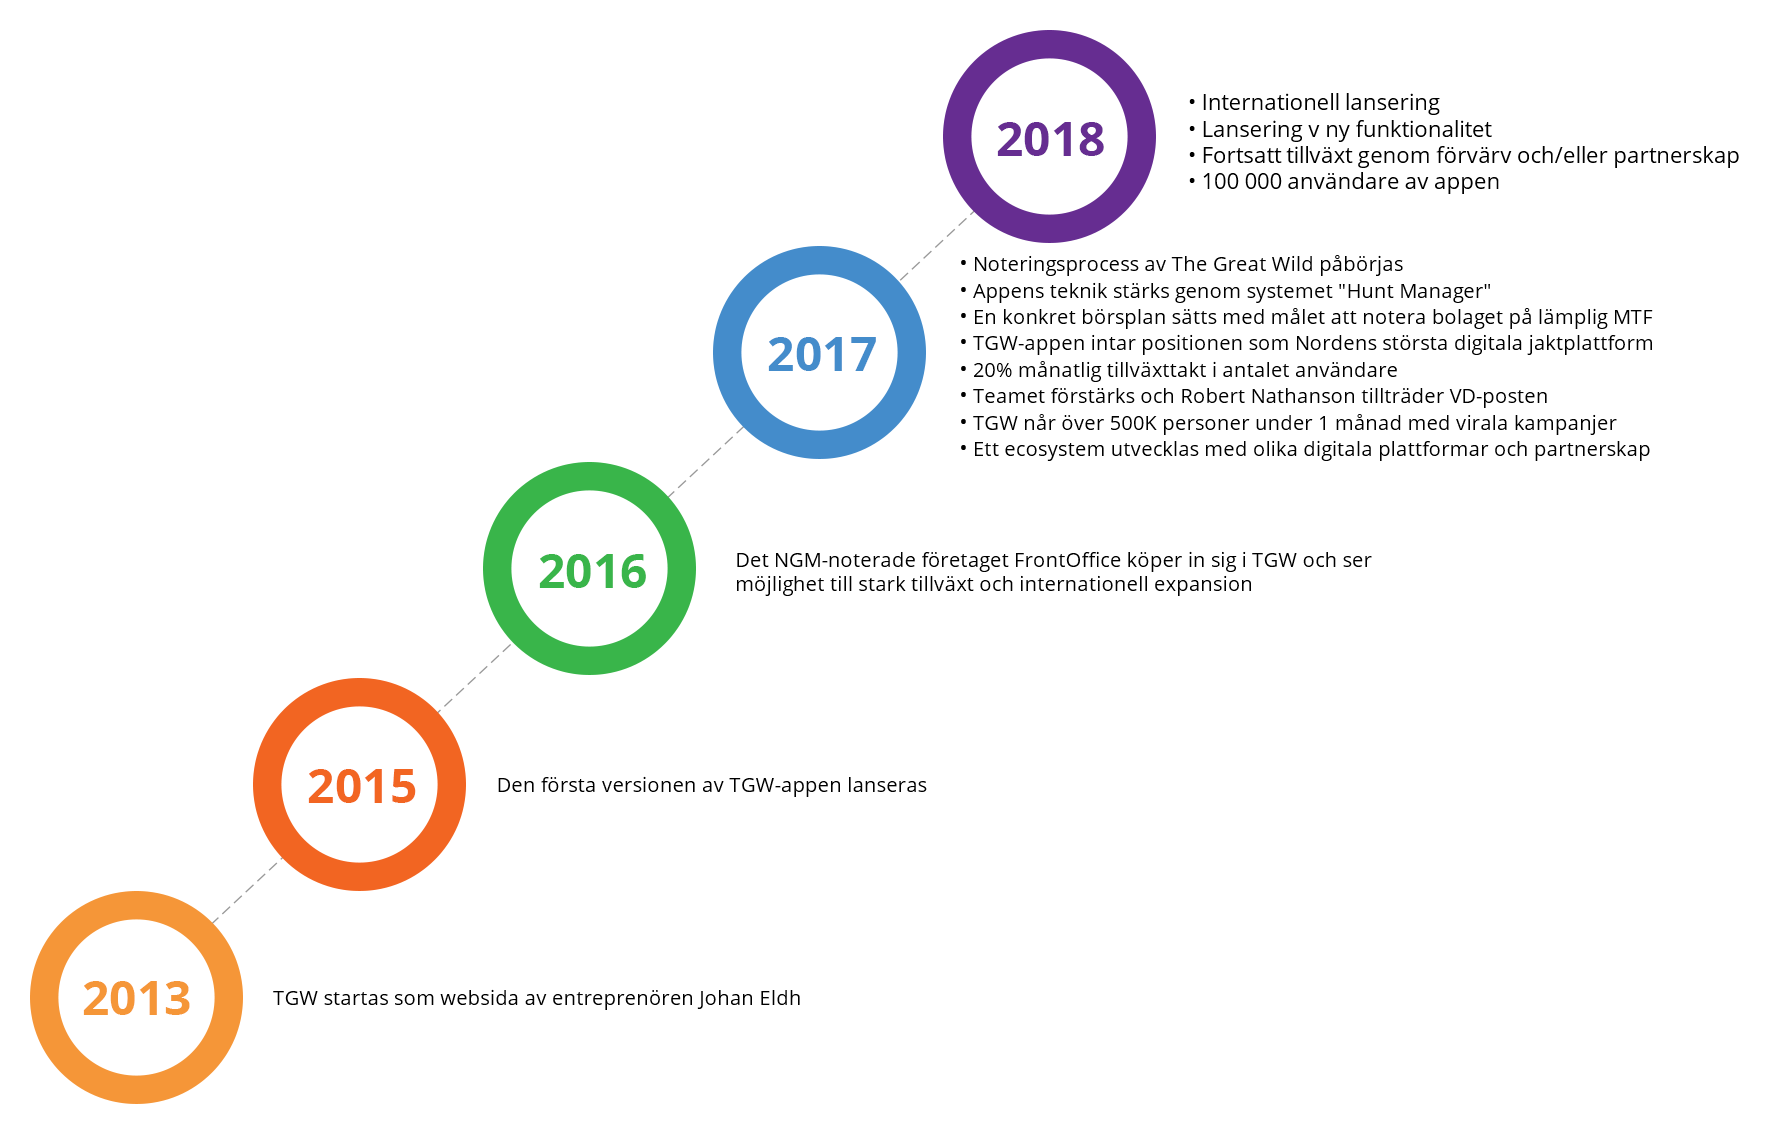 2018
• Internationell lansering
• Lansering v ny funktionalitet
• Fortsatt tillväxt genom förvärv och/eller partnerskap
• 100 000 användare av appen
2017
• Noteringsprocess av The Great Wild påbörjas
• Appens teknik stärks genom systemet "Hunt Manager"
• En konkret börsplan sätts med målet att notera bolaget på lämplig MTF
• TGW-appen intar positionen som Nordens största digitala jaktplattform
• 20% månatlig tillväxttakt i antalet användare
• Teamet förstärks och Robert Nathanson tillträder VD-posten
• TGW når över 500K personer under 1 månad med virala kampanjer
• Ett ecosystem utvecklas med olika digitala plattformar och partnerskap
2016
Det NGM-noterade företaget FrontOffice köper in sig i TGW och ser
möjlighet till stark tillväxt och internationell expansion
2015
Den första versionen av TGW-appen lanseras
2013
TGW startas som websida av entreprenören Johan Eldh